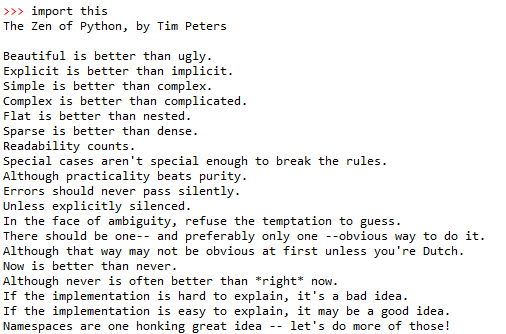 >>> import this
The Zen of Python, by Tim Peters

Beautiful is better than ugly.
Explicit is better than implicit.
Simple is better than complex.
Complex is better than complicated.
Flat is better than nested.
Sparse is better than dense.
Readability counts.
Special cases aren't special enough to break the rules.
Although practicality beats purity.
Errors should never pass silently.
Unless explicitly silenced.
In the face of ambiguity, refuse the temptation to guess.
There should be one-- and preferably only one --obvious way to do it.
Although that way may not be obvious at first unless you're Dutch.
Now is better than never.
Although never is often better than *right* now.
If the implementation is hard to explain, it's a bad idea.
If the implementation is easy to explain, it may be a good idea.
Namespaces are one honking great idea -- let's do more of those!